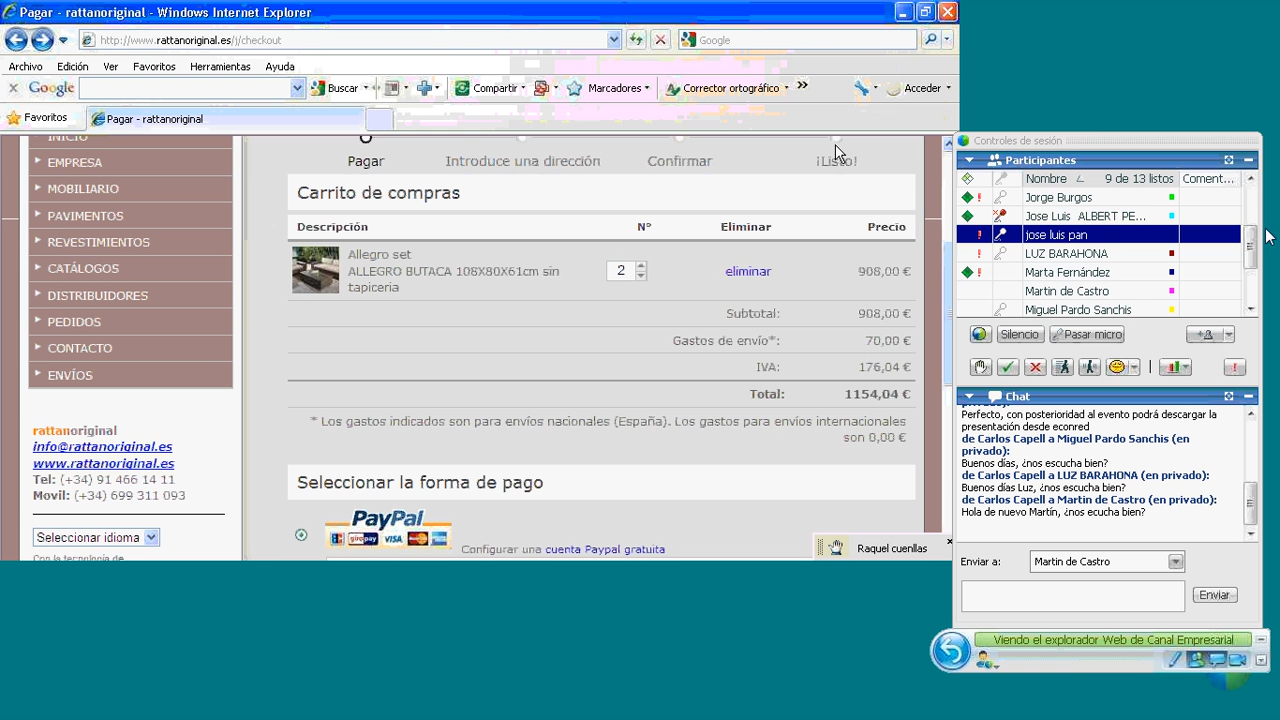 Pagar - rattanoriginal - Windows Internet Explorer
http://www.rattanoriginal.es/j/checkout
Google
Archivo Edición Ver Favoritos Herramientas Ayuda
Google Buscar Compartir Marcadores Corrector ortográfico Acceder
Favoritos Pagar - rattanoriginal
INICIO
EMPRESA
MOBILIARIO
PAVIMENTOS
REVESTIMIENTOS
CATÁLOGOS
DISTRIBUIDORES
PEDIDOS
CONTACTO
ENVÍOS
rattanoriginal
info@rattanoriginal.es
www.rattanoriginal.es
Tel: (+34) 91 466 14 11
Movil: (+34) 699 311 093
Seleccionar idioma
Con la tecnología de
Pagar Introduce una dirección Confirmar ¡Listo!
Carrito de compras
Descripción Nº Eliminar Precio
Allegro set
ALLEGRO BUTACA 108X80X61cm sin tapiceria 2 eliminar 908,00 €
Subtotal: 908,00 €
Gastos de envío*: 70,00 €
IVA: 176,04 €
Total: 1154,04 €
* Los gastos indicados son para envíos nacionales (España). Los gastos para envíos internacionales
son 0,00 €
Seleccionar la forma de pago
PayPal
giropay VISA
Configurar una cuenta Paypal gratuita
Raquel cuenllas
Controles de sesión
Participantes
Nombre 9 de 13 listos Coment...
Jorge Burgos
Jose Luis ALBERT PE...
jose luis pan
LUZ BARAHONA
Marta Fernández
Martin de Castro
Miguel Pardo Sanchis
Silencio Pasar micro
Chat
privado):
Perfecto, con posterioridad al evento podrá descargar la
presentación desde econred
de Carlos Capell a Miguel Pardo Sanchis (en
privado):
Buenos días, ¿nos escucha bien?
de Carlos Capell a LUZ BARAHONA (en privado):
Buenos días Luz, ¿nos escucha bien?
de Carlos Capell a Martin de Castro (en privado):
Hola de nuevo Martín, ¿nos ecucha bien?
Enviar a: Martin de Castro
Enviar
Viendo el explorador Web de Canal Empresarial